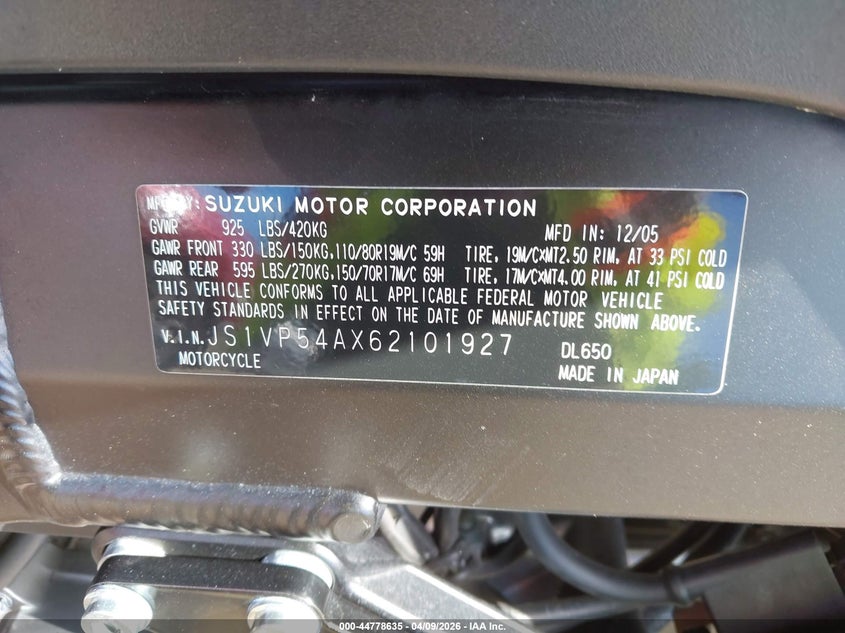 MFD BY: SUZUKI MOTOR CORPORATION
GVWR 925 LBS/420KG MFD IN: 12/05
GAWR FRONT 330 LBS/150KG,110/80R19M/C 59H TIRE, 19M/C×MT2.50 RIM, AT 33 PSI COLD
GAWR REAR 595 LBS/270KG,150/70R17M/C 69H TIRE, 17M/C×MT4.00 RIM, AT 41 PSI COLD
THIS VEHICLE CONFORMS TO ALL APPLICABLE FEDERAL MOTOR VEHICLE
SAFETY STANDARDS IN EFFECT ON THE DATE OF MANUFACTURE SHOWN ABOVE.
V.I.N. JS1VP54AX62101927 DL650
MOTORCYCLE MADE IN JAPAN
000-44778635 - 04/09/2026 - IAA Inc.